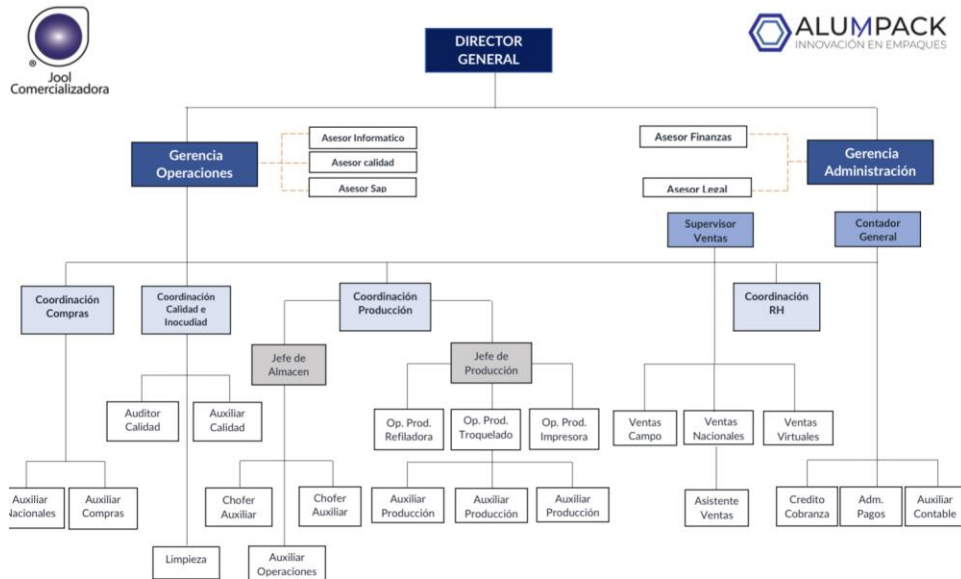 DIRECTOR
GENERAL
®
Jool
Comercializadora
ALUMPACK
INNOVACIÓN EN EMPAQUES
Gerencia
Operaciones
Asesor Informatico
Asesor calidad
Asesor Sap
Asesor Finanzas
Asesor Legal
Gerencia
Administración
Supervisor
Ventas
Contador
General
Coordinación
Compras
Coordinación
Calidad e
Inocudiad
Coordinación
Producción
Coordinación
RH
Jefe de
Almacen
Jefe de
Producción
Auditor
Calidad
Auxiliar
Calidad
Op. Prod.
Refiladora
Op. Prod.
Troquelado
Op. Prod.
Impresora
Ventas
Campo
Ventas
Nacionales
Ventas
Virtuales
Auxiliar
Nacionales
Auxiliar
Compras
Chofer
Auxiliar
Chofer
Auxiliar
Auxiliar
Producción
Auxiliar
Producción
Auxiliar
Producción
Asistente
Ventas
Credito
Cobranza
Adm.
Pagos
Auxiliar
Contable
Limpieza
Auxiliar
Operaciones